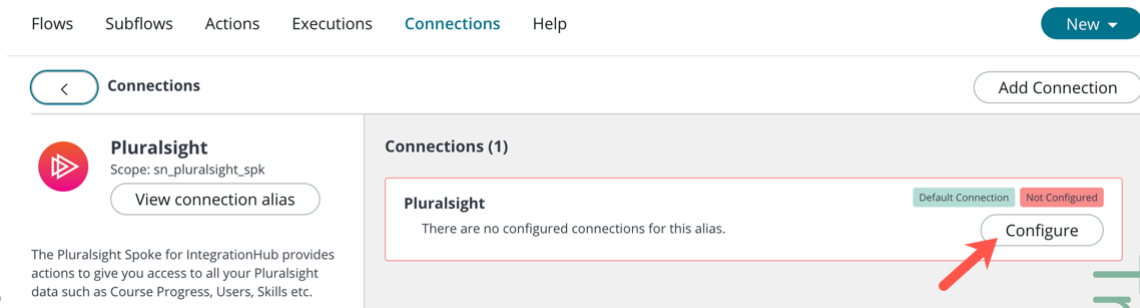 Flows Subflows Actions Executions Connections Help New
Connections Add Connection
Pluralsight
Scope: sn_pluralsight_spk
View connection alias
The Pluralsight Spoke for IntegrationHub provides
actions to give you access to all your Pluralsight
data such as Course Progress, Users, Skills etc.
Connections (1)
Pluralsight Default Connection Not Configured
There are no configured connections for this alias.
Configure